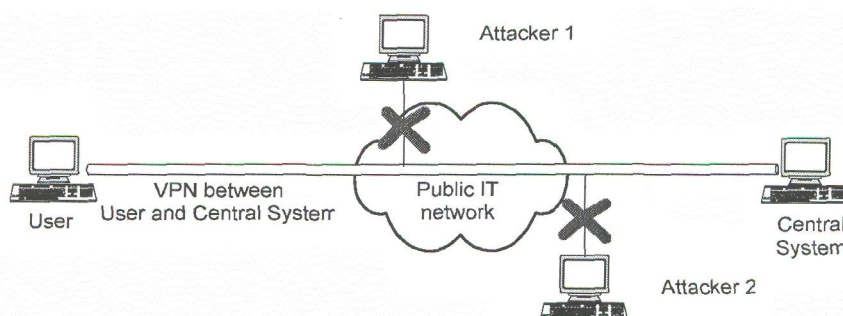 Attacker 1
VPN between
User and Central System
Public IT
network
User
Central
System
Attacker 2